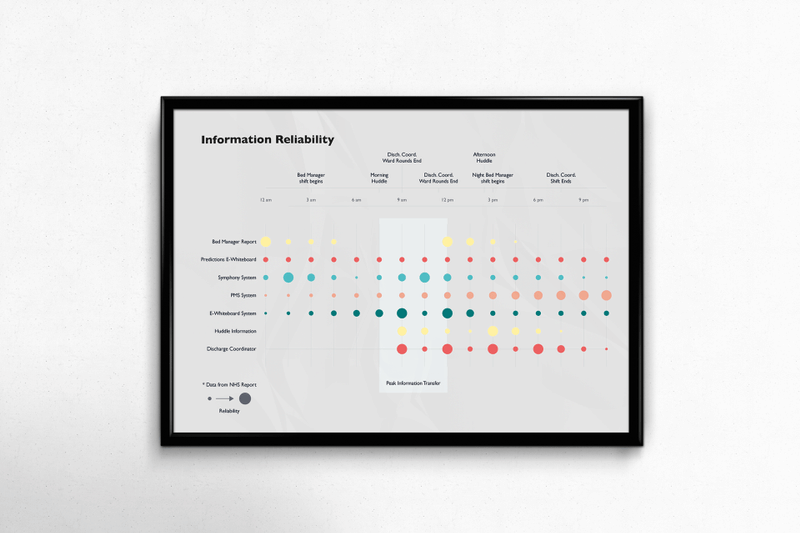 Information Reliability
Disch. Coord.
Ward Rounds End
Afternoon
Huddle
Bed Manager
shift begins
Morning
Huddle
Disch. Coord.
Ward Rounds End
Night Bed Manager
shift begins
Disch. Coord.
Shift Ends
12 am 3 am 6 am 9 am 12 pm 3 pm 6 pm 9 pm
Bed Manager Report
Predictions E-Whiteboard
Symphony System
PMS System
E-Whiteboard System
Huddle Information
Discharge Coordinator
Peak Information Transfer
* Data from NHS Report
Reliability